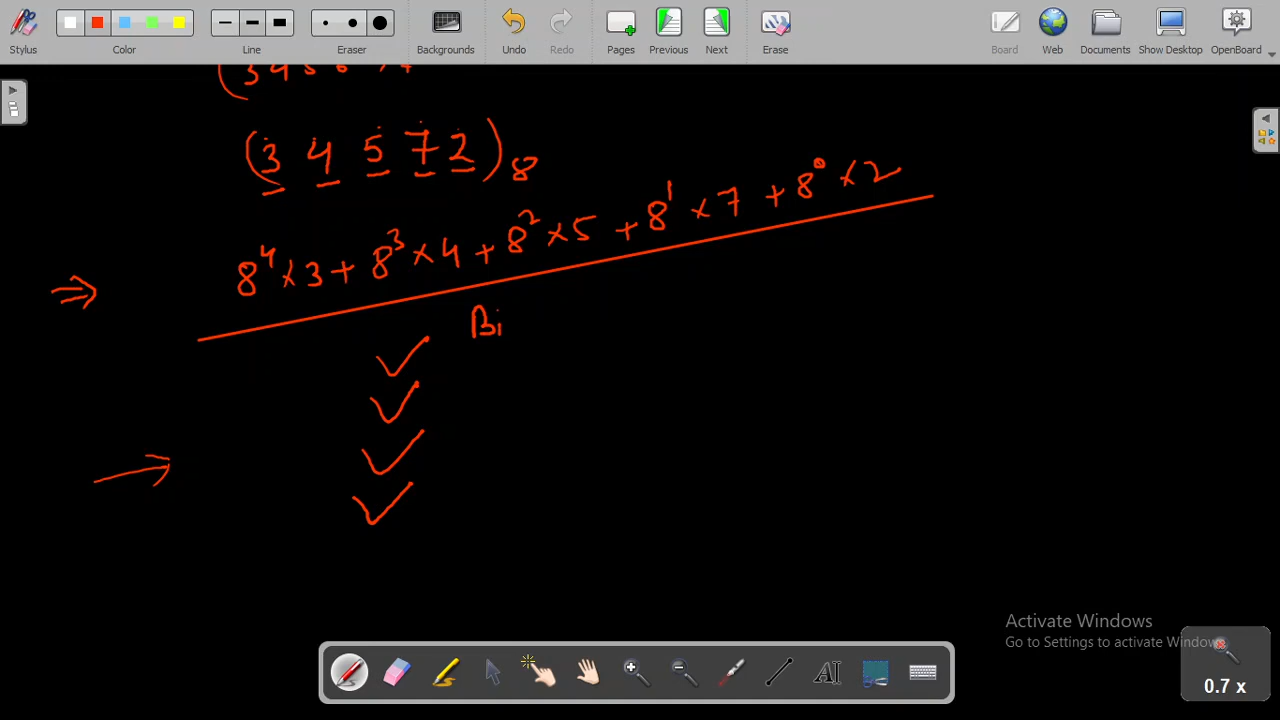 Stylus Color Line Eraser Backgrounds Undo Redo Pages Previous Next Erase Board Web Documents Show Desktop OpenBoard
(3 4 5 7 2)₈
⇒ 8⁴×3+8³×4+8²×5+8¹×7+8⁰×2
Bi
Activate Windows
Go to Settings to activate Windows
0.7 x